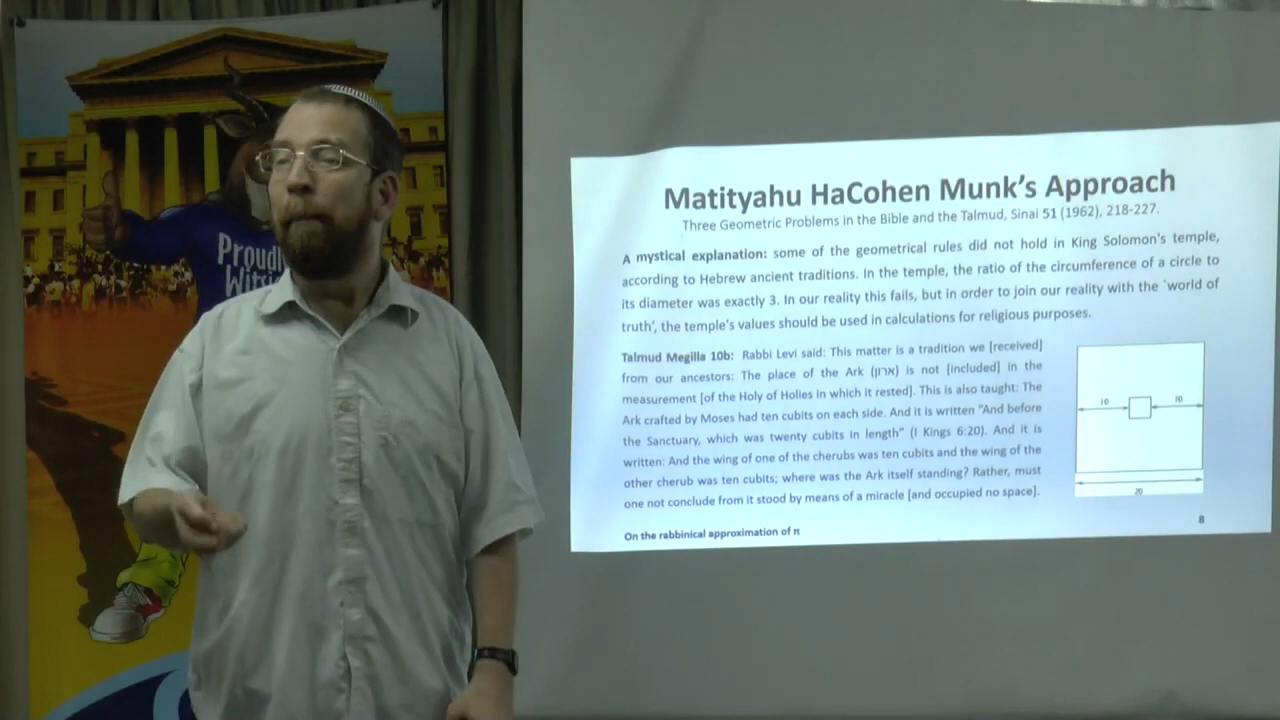 Proudl
Wits
Matityahu HaCohen Munk's Approach
Three Geometric Problems in the Bible and the Talmud, Sinai 51 (1962), 218-227.
A mystical explanation: some of the geometrical rules did not hold in King Solomon's temple,
according to Hebrew ancient traditions. In the temple, the ratio of the circumference of a circle to
its diameter was exactly 3. In our reality this fails, but in order to join our reality with the `world of
truth', the temple's values should be used in calculations for religious purposes.
Talmud Megilla 10b: Rabbi Levi said: This matter is a tradition we [received]
from our ancestors: The place of the Ark (ארון) is not [included] in the
measurement [of the Holy of Holies in which it rested]. This is also taught: The
Ark crafted by Moses had ten cubits on each side. And it is written "And before
the Sanctuary, which was twenty cubits in length" (I Kings 6:20). And it is
written: And the wing of one of the cherubs was ten cubits and the wing of the
other cherub was ten cubits; where was the Ark itself standing? Rather, must
one not conclude from it stood by means of a miracle [and occupied no space].
10 10
20
On the rabbinical approximation of π
8